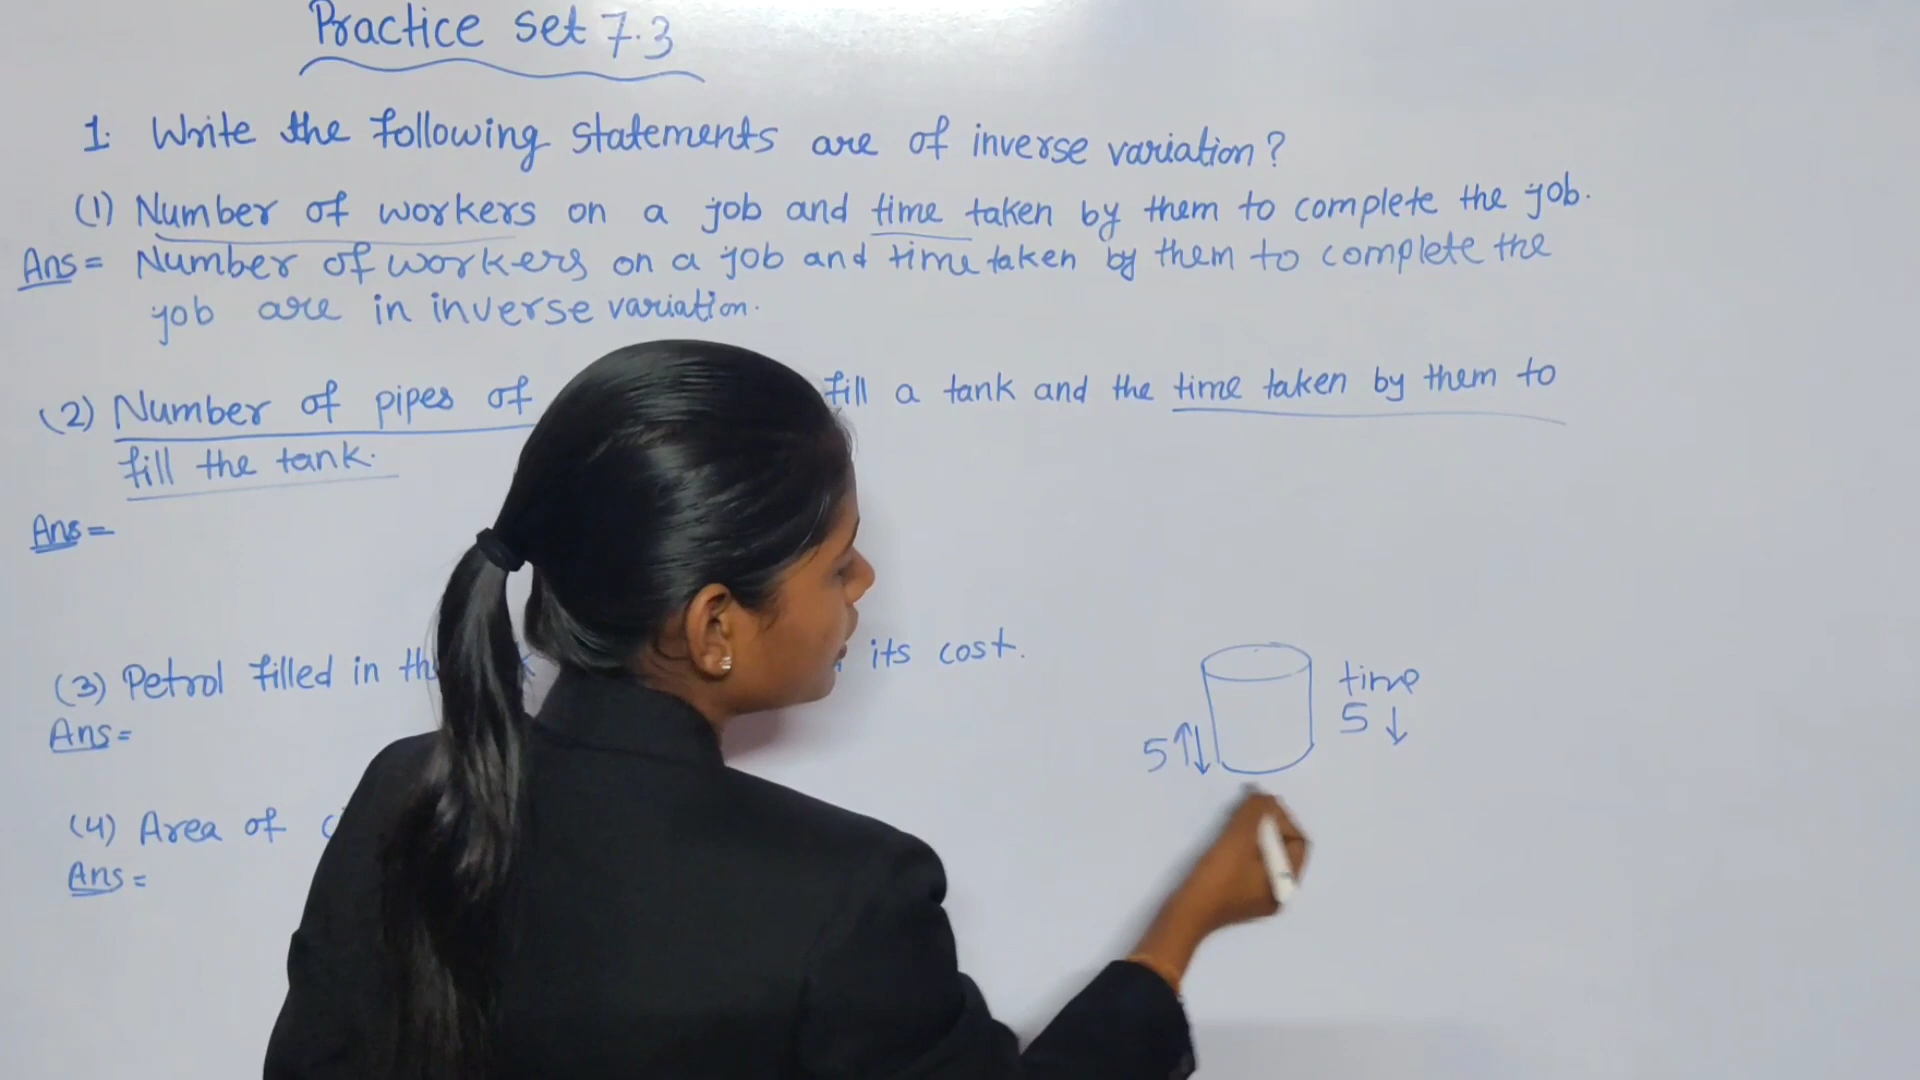 Practice set 7.3
1. Write the following statements are of inverse variation?
(1) Number of workers on a job and time taken by them to complete the job.
Ans = Number of workers on a job and time taken by them to complete the
job are in inverse variation.
(2) Number of pipes of fill a tank and the time taken by them to
fill the tank.
Ans =
(3) Petrol filled in its cost.
Ans =
time
5 ↓
5 ↑↓
(4) Area of
Ans =